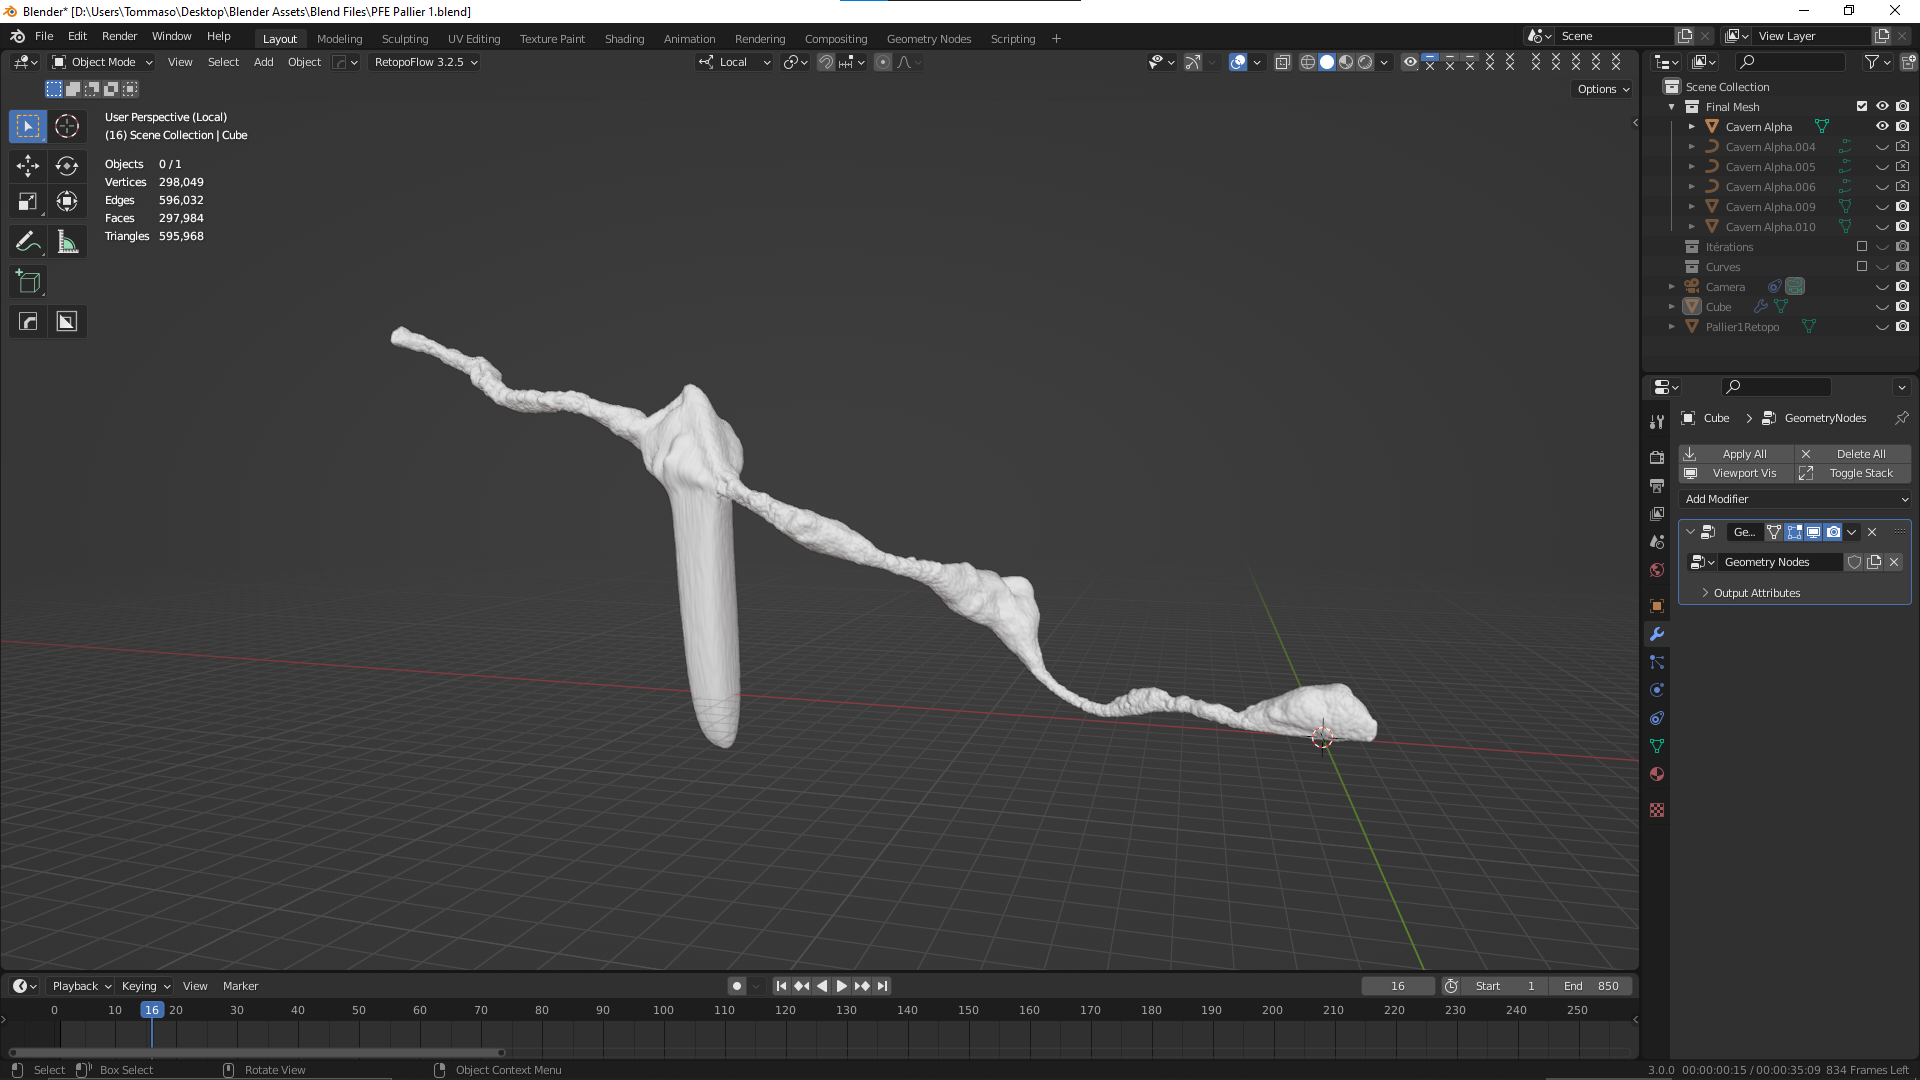 Blender* [D:\Users\Tommaso\Desktop\Blender Assets\Blend Files\PFE Pallier 1.blend]
File Edit Render Window Help Layout Modeling Sculpting UV Editing Texture Paint Shading Animation Rendering Compositing Geometry Nodes Scripting + Scene View Layer
Object Mode View Select Add Object RetopoFlow 3.2.5 Local
Options
User Perspective (Local)
(16) Scene Collection | Cube
Objects 0 / 1
Vertices 298,049
Edges 596,032
Faces 297,984
Triangles 595,968
Scene Collection
Final Mesh
Cavern Alpha
Cavern Alpha.004
Cavern Alpha.005
Cavern Alpha.006
Cavern Alpha.009
Cavern Alpha.010
Itérations
Curves
Camera
Cube
Pallier1Retopo
Cube > GeometryNodes
Apply All Delete All
Viewport Vis Toggle Stack
Add Modifier
Ge...
Geometry Nodes
Output Attributes
Playback Keying View Marker 16 Start 1 End 850
0 10 16 20 30 40 50 60 70 80 90 100 110 120 130 140 150 160 170 180 190 200 210 220 230 240 250
Select Box Select Rotate View Object Context Menu 3.0.0 00:00:00:15 / 00:00:35:09 834 Frames Left